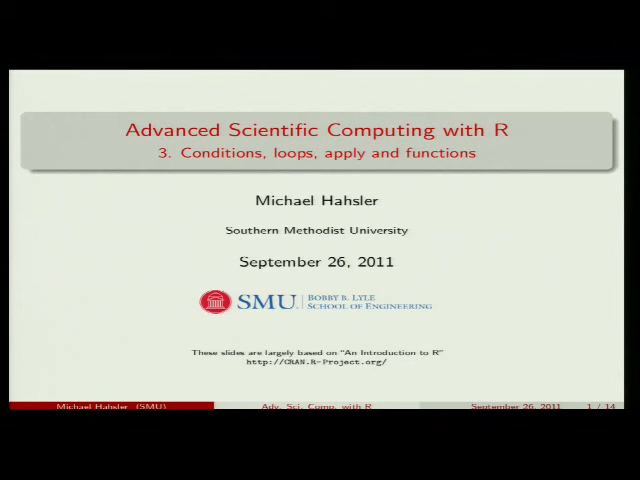 Advanced Scientific Computing with R
3. Conditions, loops, apply and functions
Michael Hahsler
Southern Methodist University
September 26, 2011
SMU. BOBBY B. LYLE
SCHOOL OF ENGINEERING
These slides are largely based on "An Introduction to R"
http://CRAN.R-Project.org/
Michael Hahsler (SMU) Adv. Sci. Comp. with R September 26, 2011 1 / 14